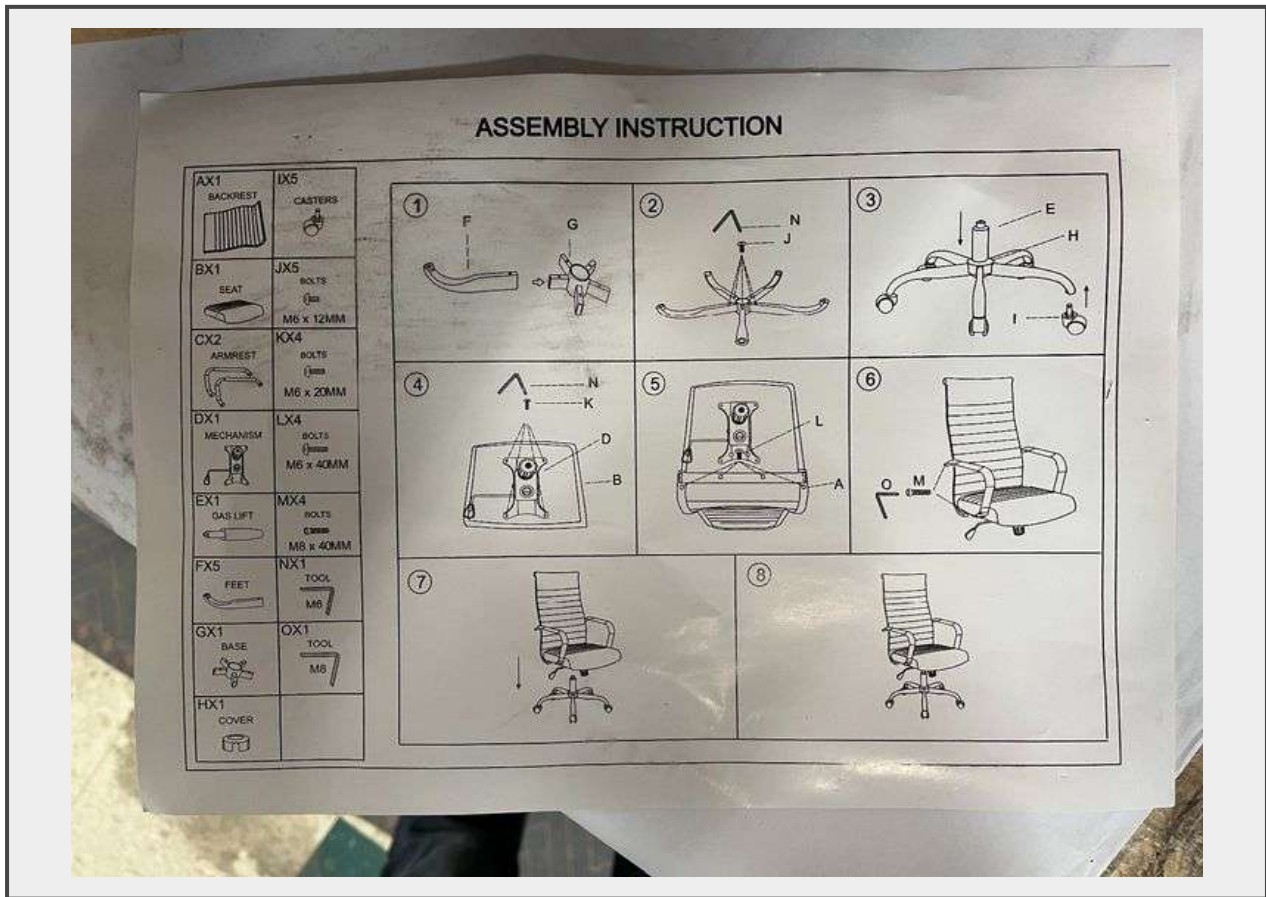 ASSEMBLY INSTRUCTION
AX1
BACKREST
IX5
CASTERS
BX1
SEAT
JX5
BOLTS
M6 x 12MM
CX2
ARMREST
KX4
BOLTS
M6 x 20MM
DX1
MECHANISM
LX4
BOLTS
M6 x 40MM
EX1
GAS LIFT
MX4
BOLTS
M8 x 40MM
FX5
FEET
NX1
TOOL
M6
GX1
BASE
OX1
TOOL
M8
HX1
COVER
1
F
G
2
N
J
3
E
H
I
4
N
K
D
B
5
L
A
6
O
M
7
8